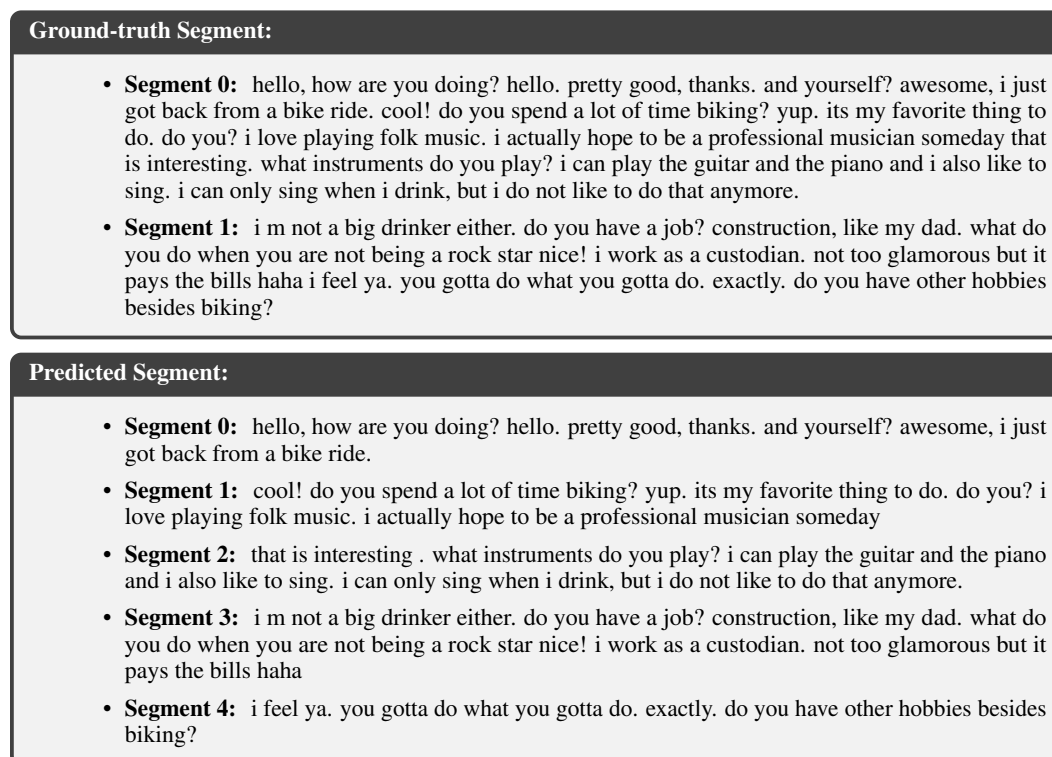 Ground-truth Segment:
• Segment 0: hello, how are you doing? hello. pretty good, thanks. and yourself? awesome, i just
got back from a bike ride. cool! do you spend a lot of time biking? yup. its my favorite thing to
do. do you? i love playing folk music. i actually hope to be a professional musician someday that
is interesting. what instruments do you play? i can play the guitar and the piano and i also like to
sing. i can only sing when i drink, but i do not like to do that anymore.
• Segment 1: i m not a big drinker either. do you have a job? construction, like my dad. what do
you do when you are not being a rock star nice! i work as a custodian. not too glamorous but it
pays the bills haha i feel ya. you gotta do what you gotta do. exactly. do you have other hobbies
besides biking?
Predicted Segment:
• Segment 0: hello, how are you doing? hello. pretty good, thanks. and yourself? awesome, i just
got back from a bike ride.
• Segment 1: cool! do you spend a lot of time biking? yup. its my favorite thing to do. do you? i
love playing folk music. i actually hope to be a professional musician someday
• Segment 2: that is interesting . what instruments do you play? i can play the guitar and the piano
and i also like to sing. i can only sing when i drink, but i do not like to do that anymore.
• Segment 3: i m not a big drinker either. do you have a job? construction, like my dad. what do
you do when you are not being a rock star nice! i work as a custodian. not too glamorous but it
pays the bills haha
• Segment 4: i feel ya. you gotta do what you gotta do. exactly. do you have other hobbies besides
biking?